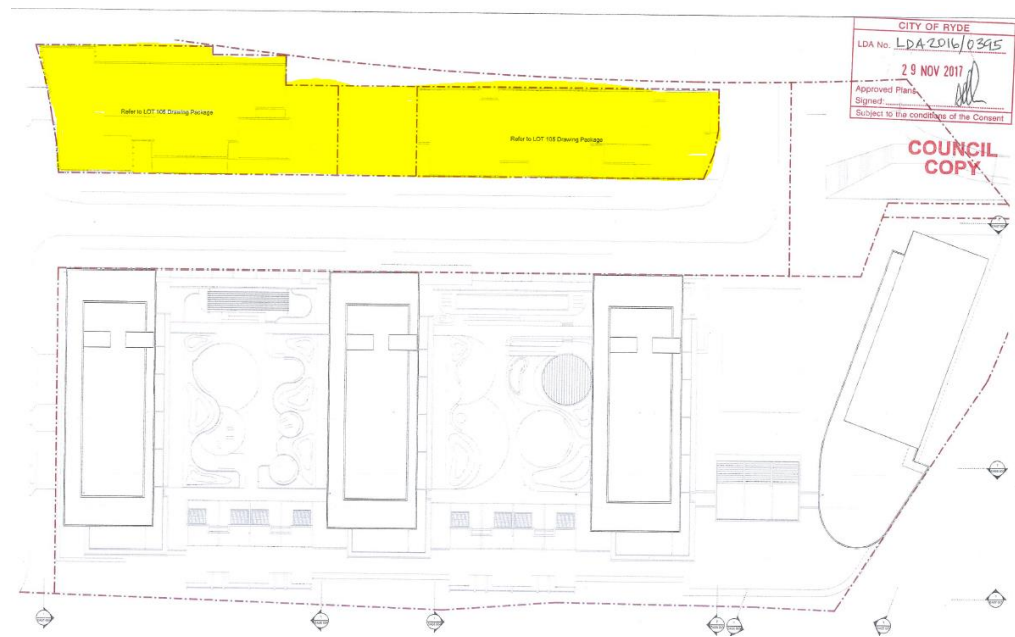 CITY OF RYDE
LDA No. LDA2016/0395
29 NOV 2017
Approved Plans
Signed:
Subject to the conditions of the Consent
COUNCIL
COPY
Refer to LOT 108 Drawing Package
Refer to LOT 108 Drawing Package